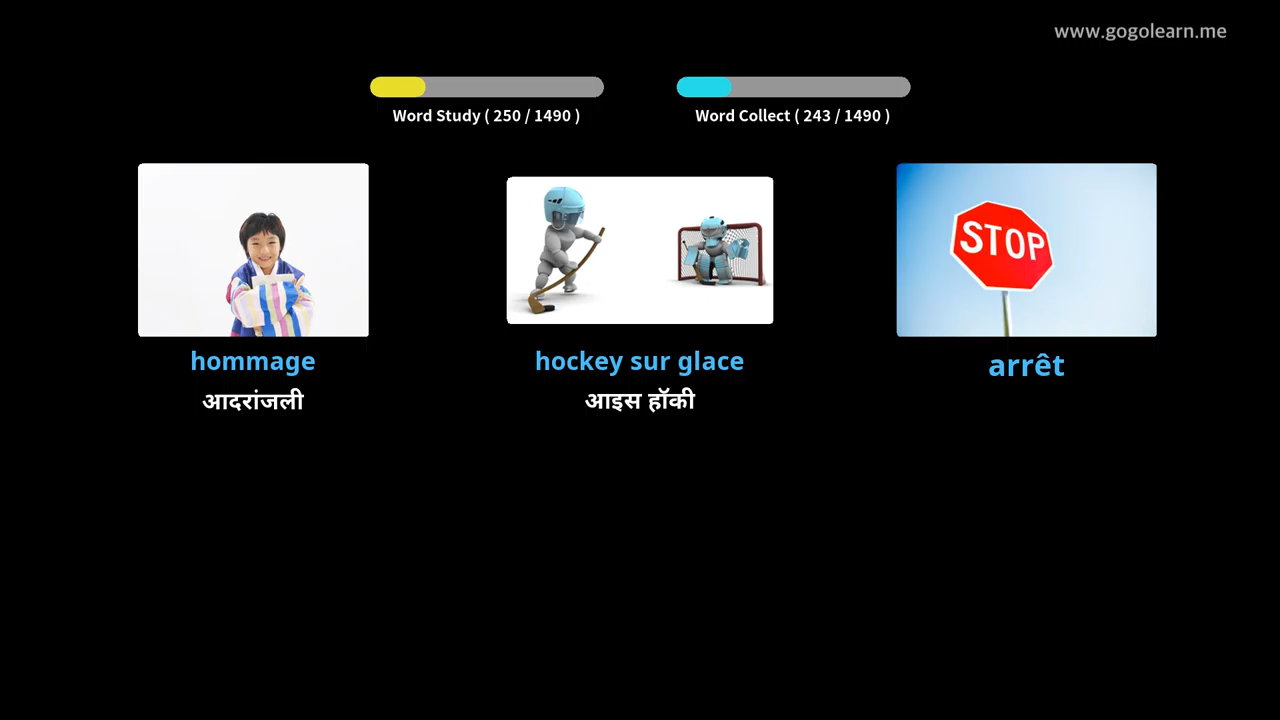 www.gogolearn.me
Word Study ( 250 / 1490 )
Word Collect ( 243 / 1490 )
STOP
hommage
hockey sur glace
arrêt
आदरांजली
आइस हॉकी